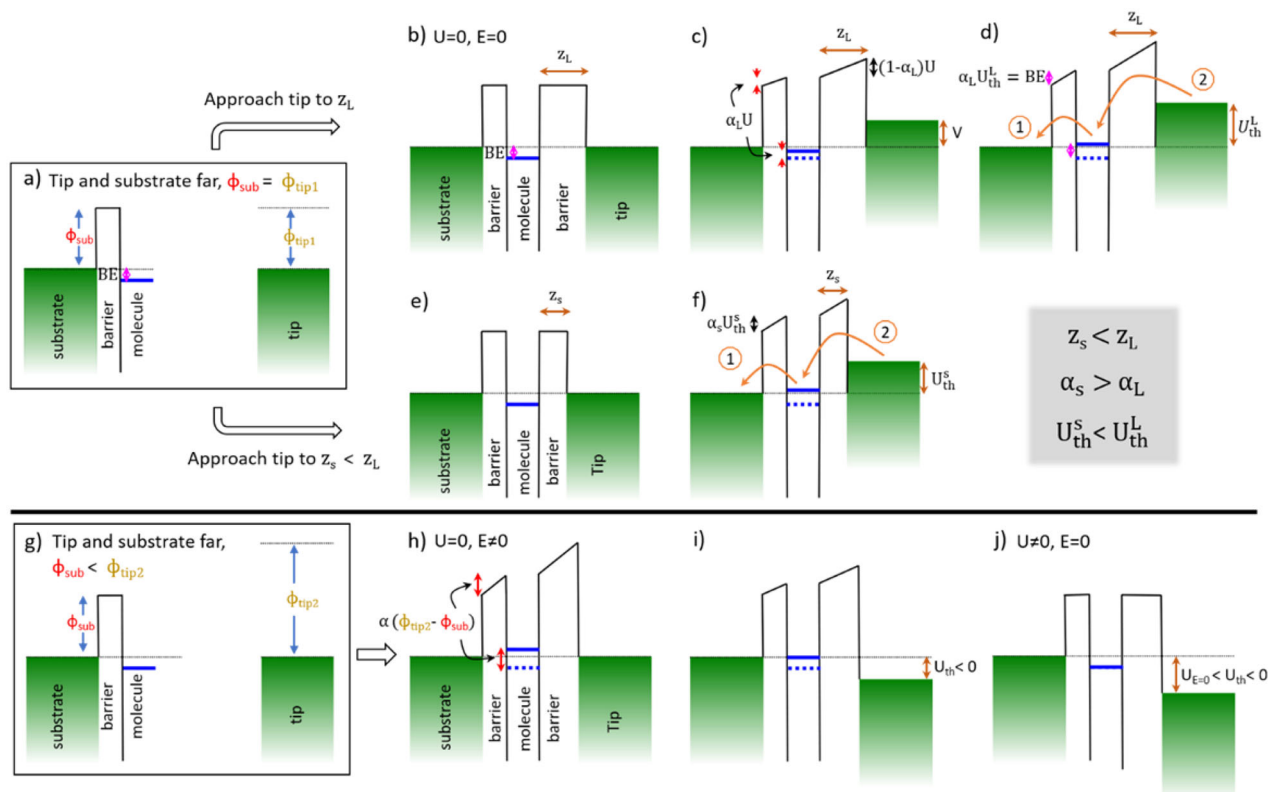 b) U=0, E=0
z_L
c)
z_L
(1-α_L)U
α_L U
V
d)
z_L
α_L U_th^L = BE
①
②
U_th^L
Approach tip to z_L
BE
substrate
barrier
molecule
barrier
tip
a) Tip and substrate far, ϕ_sub = ϕ_tip1
ϕ_sub
ϕ_tip1
BE
substrate
barrier
molecule
tip
Approach tip to z_s < z_L
e)
z_s
substrate
barrier
molecule
barrier
Tip
f)
z_s
α_s U_th^s
①
②
U_th^s
z_s < z_L
α_s > α_L
U_th^s < U_th^L
g) Tip and substrate far,
ϕ_sub < ϕ_tip2
ϕ_sub
ϕ_tip2
substrate
barrier
molecule
tip
h) U=0, E≠0
α (ϕ_tip2 - ϕ_sub)
substrate
barrier
molecule
barrier
Tip
i)
U_th < 0
j) U≠0, E=0
U_E=0 < U_th < 0